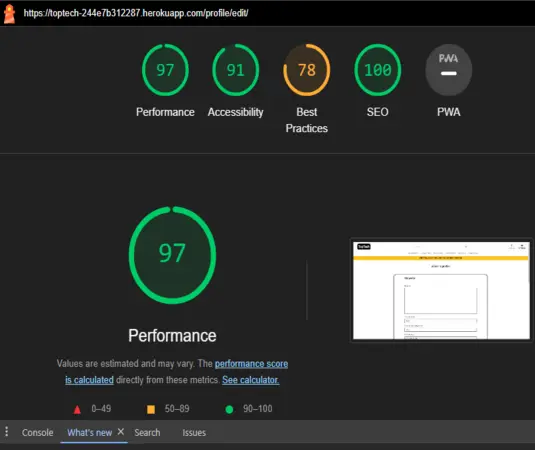 https://toptech-244e7b312287.herokuapp.com/profile/edit/
97
91
78
100
PWA
Performance
Accessibility
Best
Practices
SEO
PWA
97
Performance
Values are estimated and may vary. The performance score
is calculated directly from these metrics. See calculator.
0–49
50–89
90–100
Console
What's new
Search
Issues